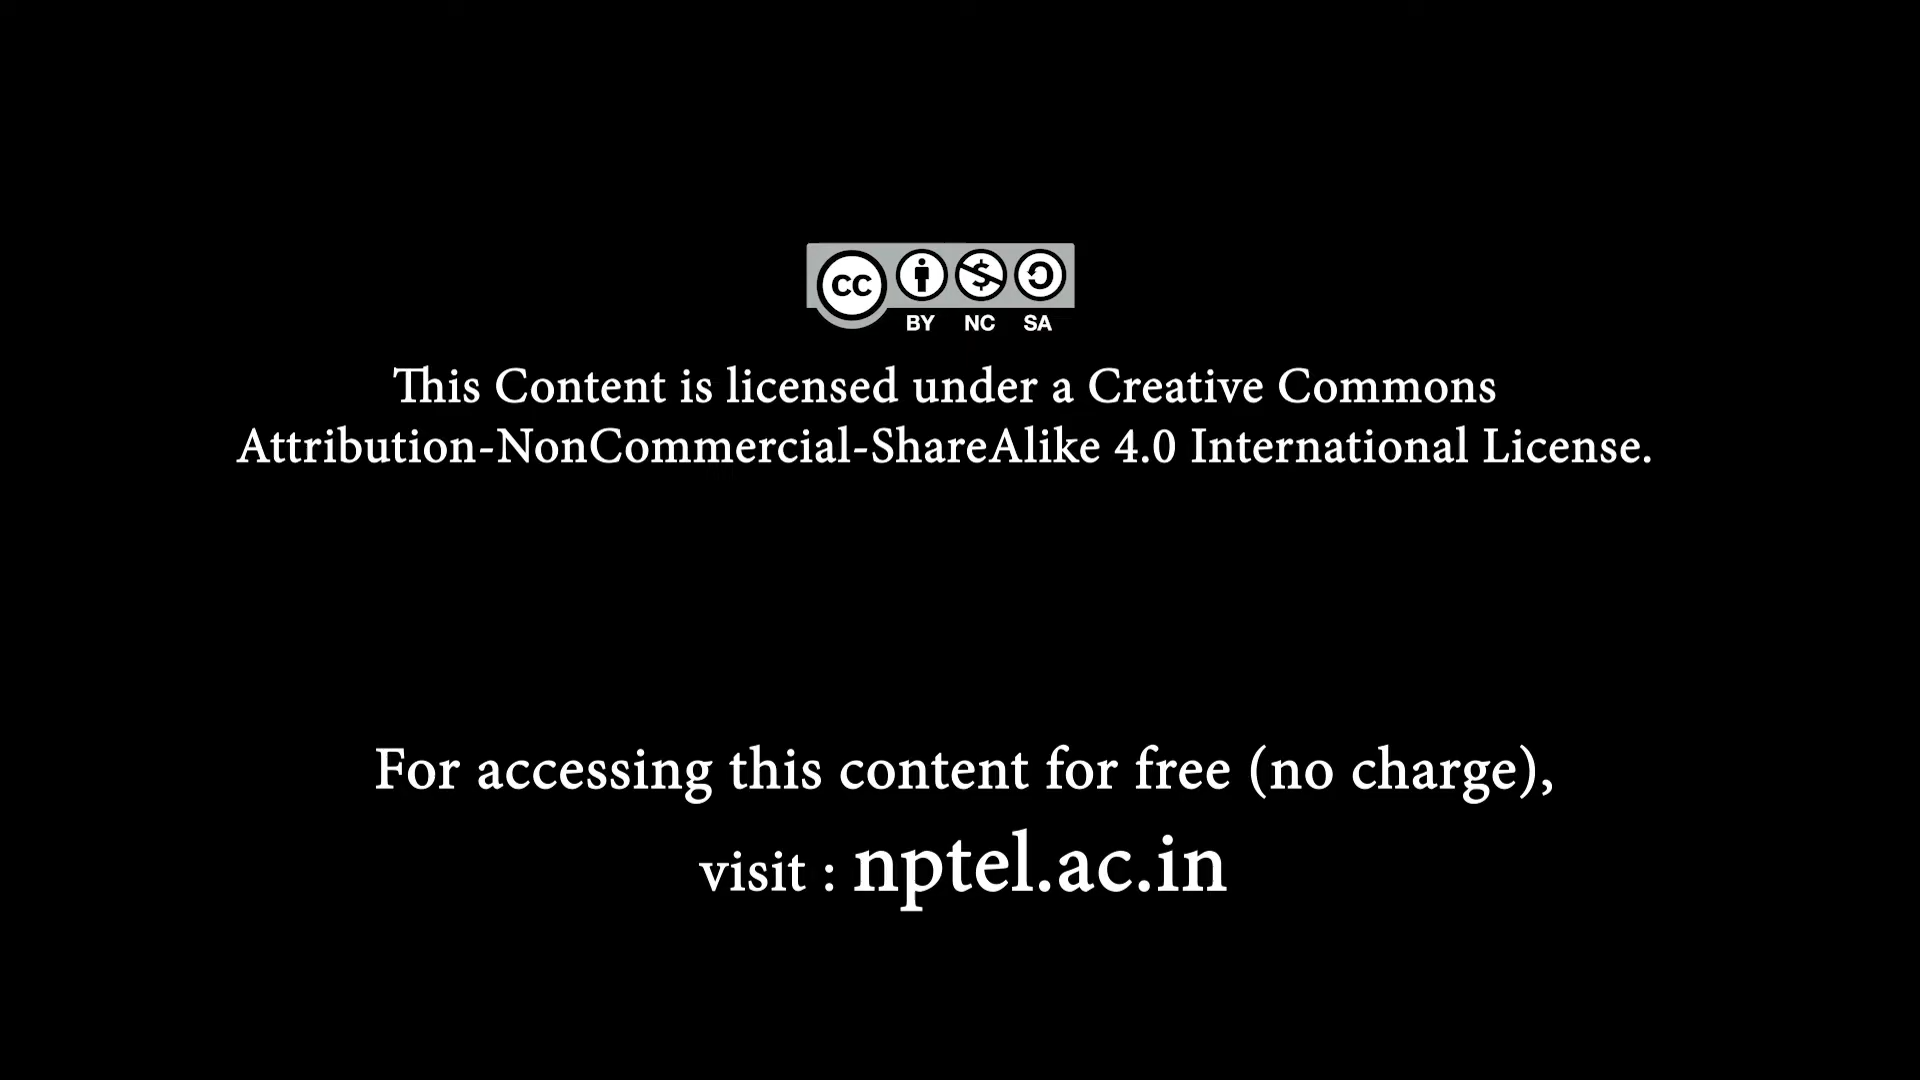 CC BY NC SA
This Content is licensed under a Creative Commons
Attribution-NonCommercial-ShareAlike 4.0 International License.
For accessing this content for free (no charge),
visit : nptel.ac.in